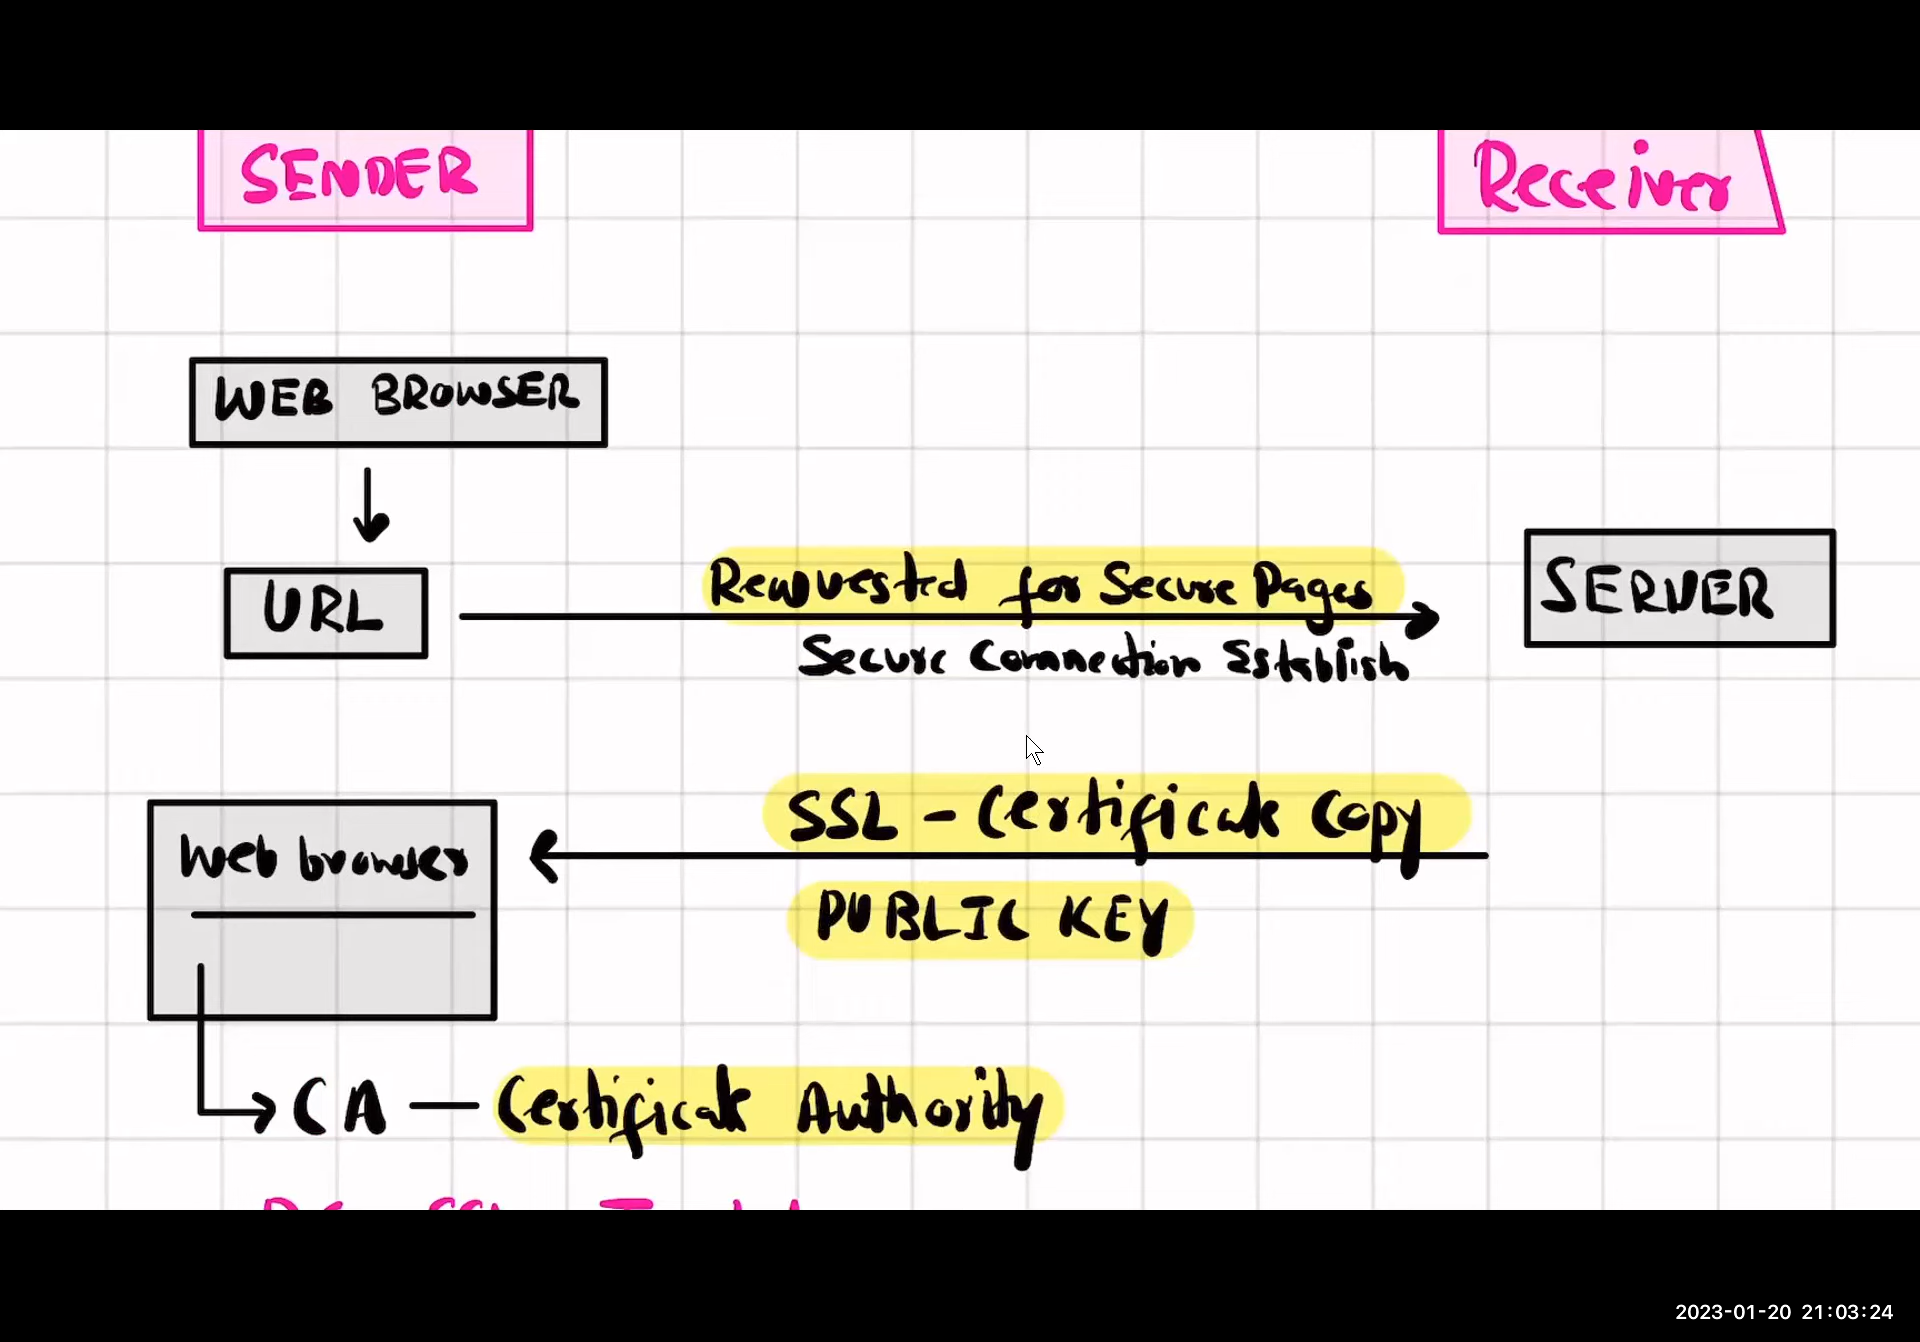 SENDER
Receiver
WEB BROWSER
URL
Requested for Secure Pages
SERVER
Secure Connection Establish
SSL - Certificate Copy
Web browser
PUBLIC KEY
CA — Certificate Authority
2023-01-20 21:03:24